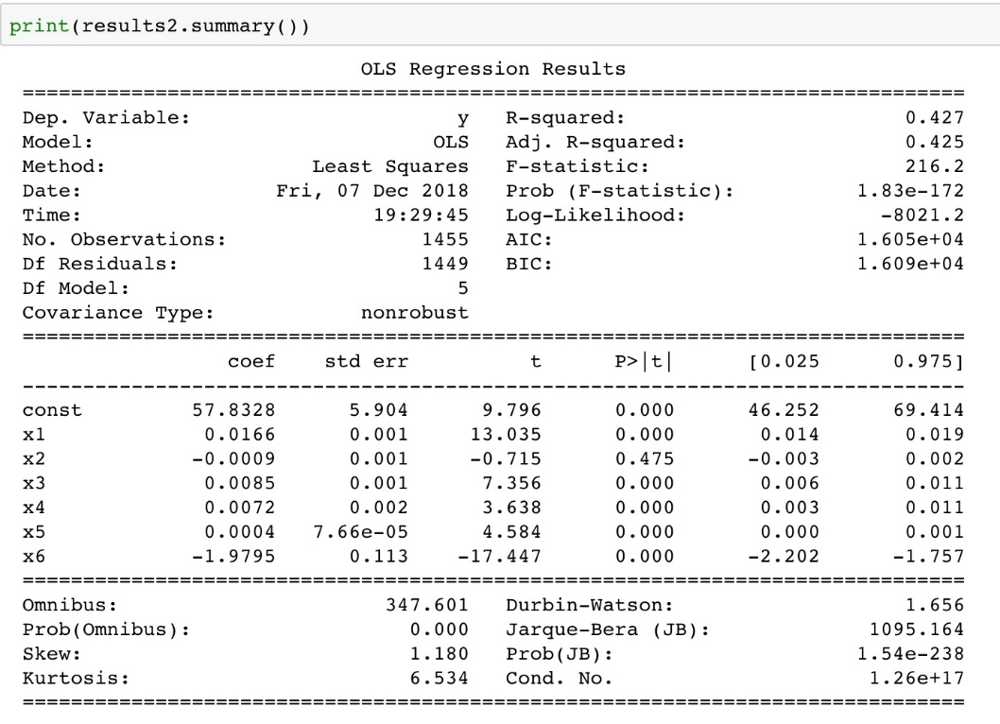 print(results2.summary())
OLS Regression Results
==============================================================================
Dep. Variable:                      y   R-squared:                       0.427
Model:                            OLS   Adj. R-squared:                  0.425
Method:                 Least Squares   F-statistic:                     216.2
Date:                Fri, 07 Dec 2018   Prob (F-statistic):          1.83e-172
Time:                        19:29:45   Log-Likelihood:                -8021.2
No. Observations:                1455   AIC:                         1.605e+04
Df Residuals:                    1449   BIC:                         1.609e+04
Df Model:                           5
Covariance Type:            nonrobust
==============================================================================
                 coef    std err          t      P>|t|      [0.025      0.975]
------------------------------------------------------------------------------
const         57.8328      5.904      9.796      0.000      46.252      69.414
x1             0.0166      0.001     13.035      0.000       0.014       0.019
x2            -0.0009      0.001     -0.715      0.475      -0.003       0.002
x3             0.0085      0.001      7.356      0.000       0.006       0.011
x4             0.0072      0.002      3.638      0.000       0.003       0.011
x5             0.0004   7.66e-05      4.584      0.000       0.000       0.001
x6            -1.9795      0.113    -17.447      0.000      -2.202      -1.757
==============================================================================
Omnibus:                      347.601   Durbin-Watson:                   1.656
Prob(Omnibus):                  0.000   Jarque-Bera (JB):             1095.164
Skew:                           1.180   Prob(JB):                    1.54e-238
Kurtosis:                       6.534   Cond. No.                     1.26e+17
==============================================================================